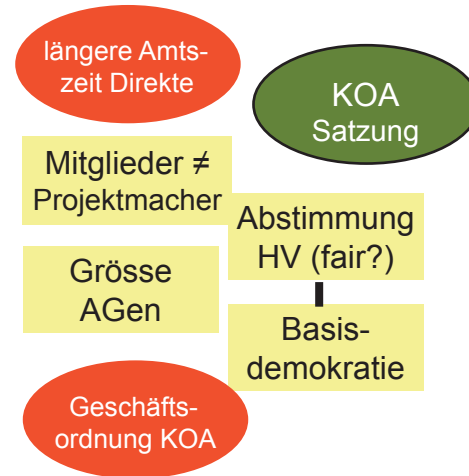 längere Amts-
zeit Direkte
KOA
Satzung
Mitglieder ≠
Projektmacher
Abstimmung
HV (fair?)
Grösse
AGen
Basis-
demokratie
Geschäfts-
ordnung KOA